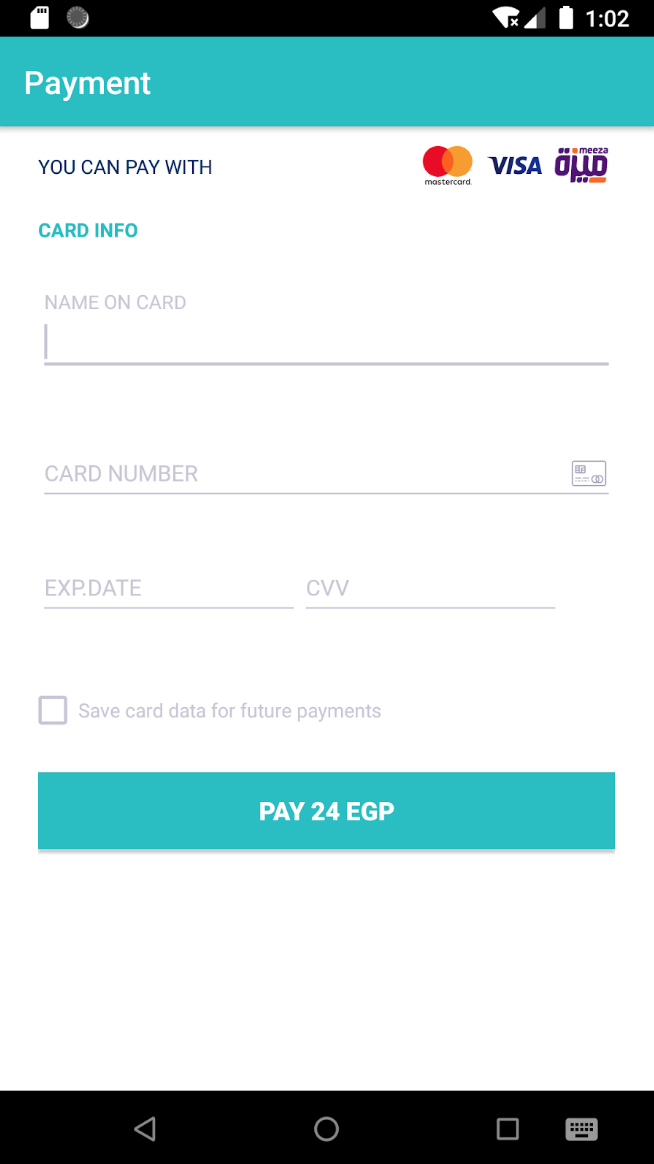 1:02
Payment
YOU CAN PAY WITH
mastercard.
VISA
meeza
ميزة
CARD INFO
NAME ON CARD
CARD NUMBER
EXP.DATE
CVV
Save card data for future payments
PAY 24 EGP